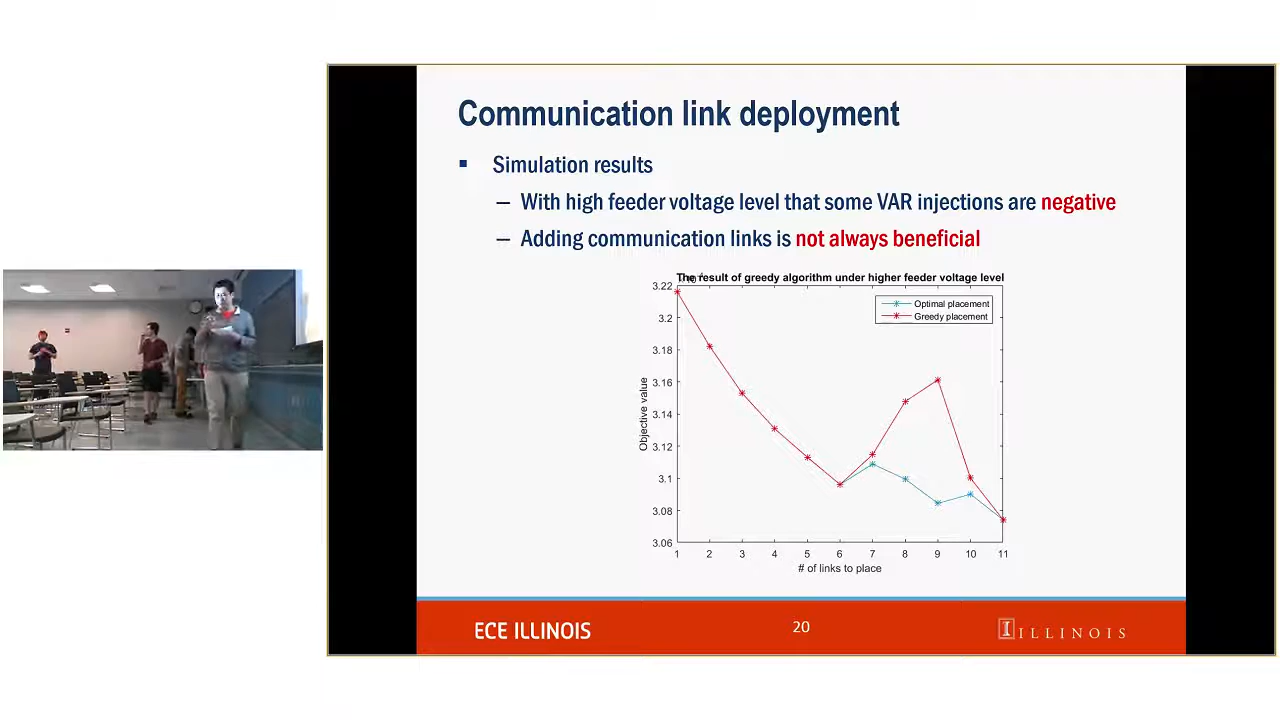 Communication link deployment
Simulation results
– With high feeder voltage level that some VAR injections are negative
– Adding communication links is not always beneficial
The result of greedy algorithm under higher feeder voltage level
Optimal placement
Greedy placement
Objective value
3.22
3.2
3.18
3.16
3.14
3.12
3.1
3.08
3.06
1 2 3 4 5 6 7 8 9 10 11
# of links to place
ECE ILLINOIS
20
I ILLINOIS